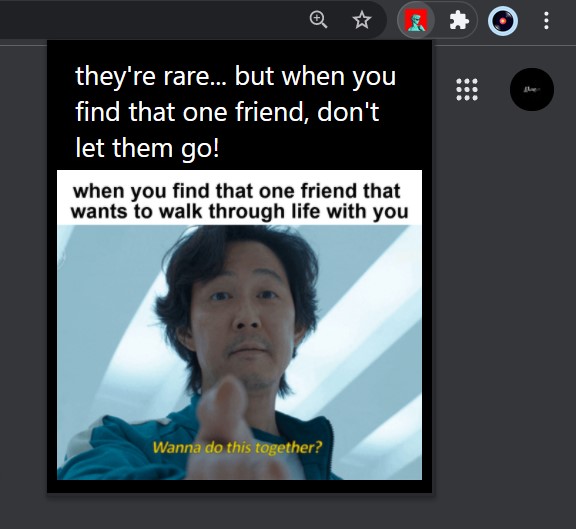 they're rare... but when you
find that one friend, don't
let them go!
when you find that one friend that
wants to walk through life with you
Wanna do this together?